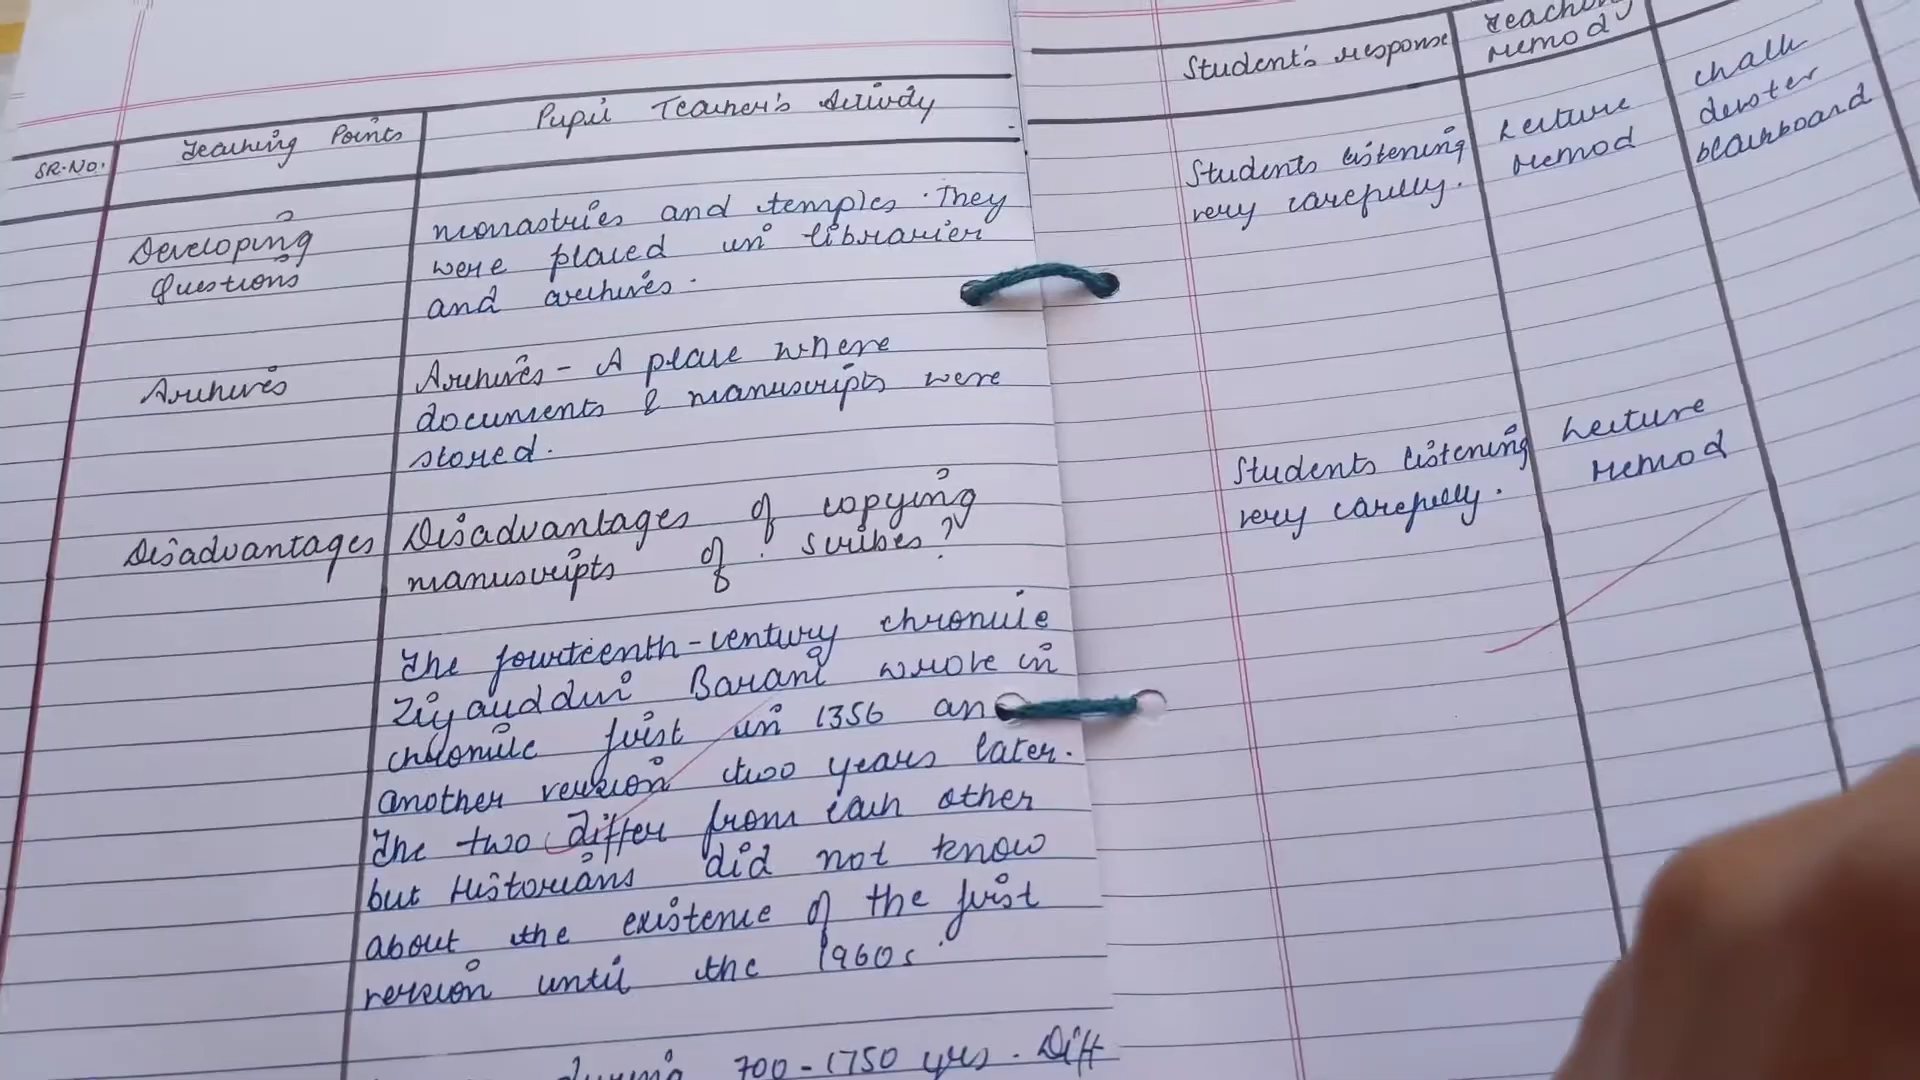 SR.No.
Teaching Points
Pupil Teacher's Activity
Developing
Questions
monastries and temples. They
were placed in libraries
and archives.
Archives
Archives - A place where
documents & manuscripts were
stored.
Disadvantages
Disadvantages of copying
manuscripts of scribes?
The fourteenth-century chronicle
Ziyauddin Barani wrote in
chronicle first in 1356 and
another version two years later.
The two differ from each other
but Historians did not know
about the existence of the first
version until the 1960s.
during 700-1750 yrs. Diff
Student's response
Teaching
Method
Students listening
very carefully.
Lecture
Method
chalk
duster
blackboard
Students listening
very carefully.
Lecture
Method